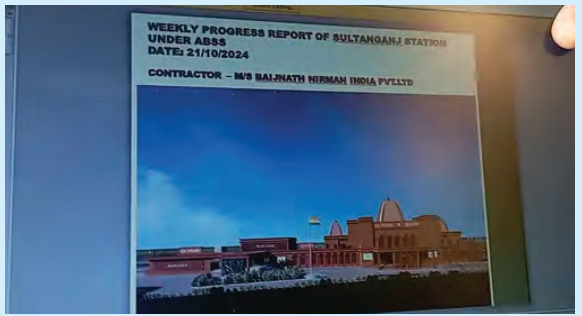 WEEKLY PROGRESS REPORT OF SULTANGANJ STATION
UNDER ABSS
DATE: 21/10/2024
CONTRACTOR – M/S BAIJNATH NIRMAN INDIA PVT.LTD